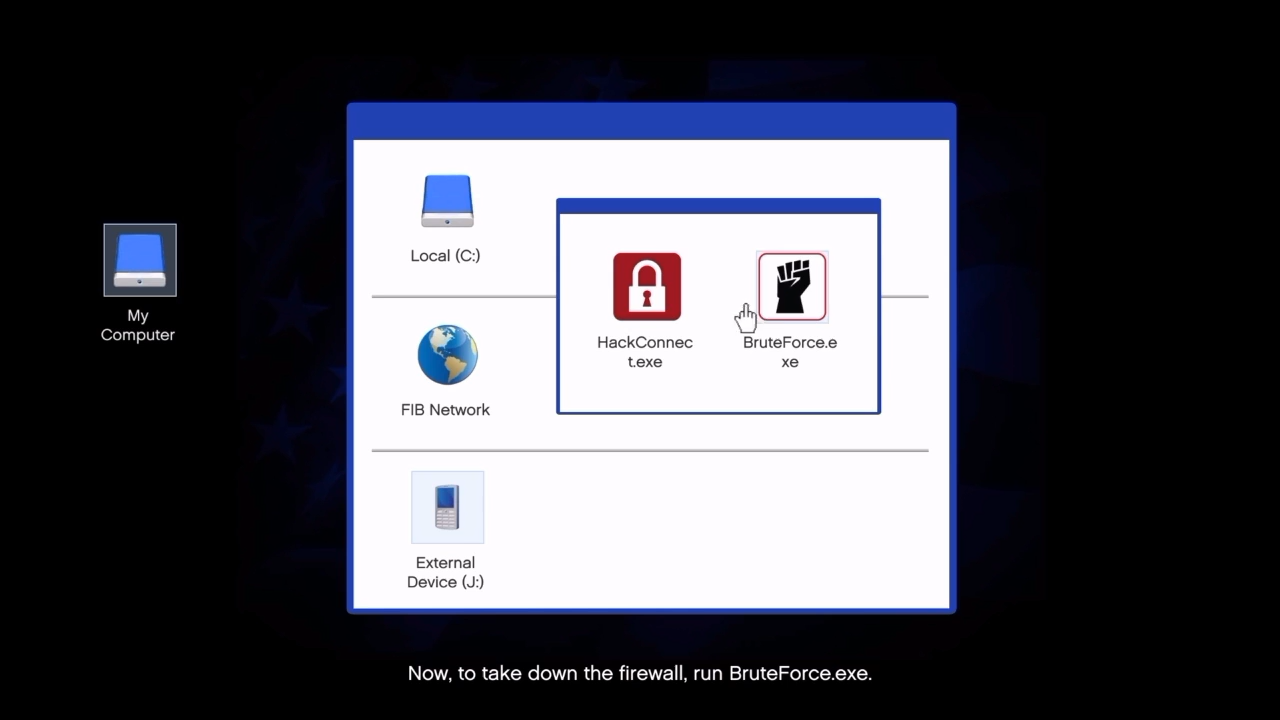 My
Computer
Local (C:)
HackConnec
t.exe
BruteForce.e
xe
FIB Network
External
Device (J:)
Now, to take down the firewall, run BruteForce.exe.